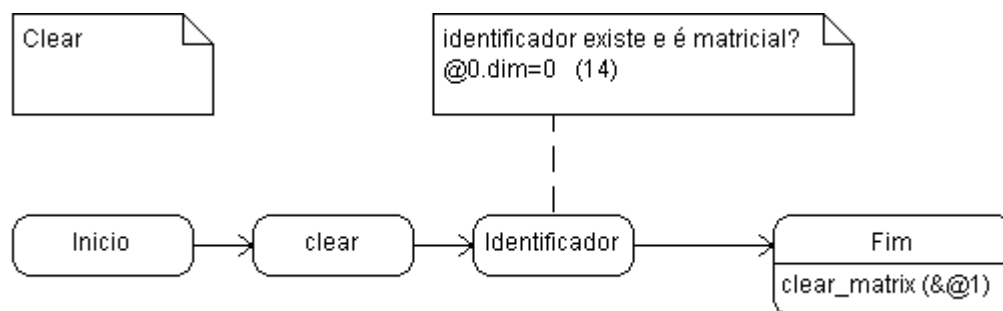 Clear
identificador existe e é matricial?
@0.dim=0 (14)
Inicio
clear
Identificador
Fim
clear_matrix (&@1)